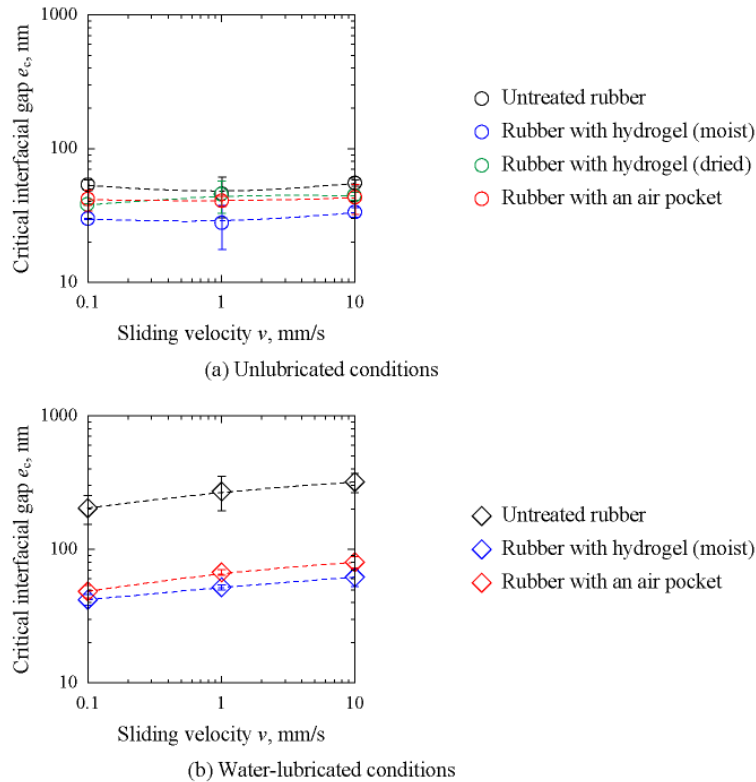 1000
100
10
Critical interfacial gap e_c, nm
0.1 1 10
Sliding velocity v, mm/s
Untreated rubber
Rubber with hydrogel (moist)
Rubber with hydrogel (dried)
Rubber with an air pocket
(a) Unlubricated conditions
1000
100
10
Critical interfacial gap e_c, nm
0.1 1 10
Sliding velocity v, mm/s
Untreated rubber
Rubber with hydrogel (moist)
Rubber with an air pocket
(b) Water-lubricated conditions